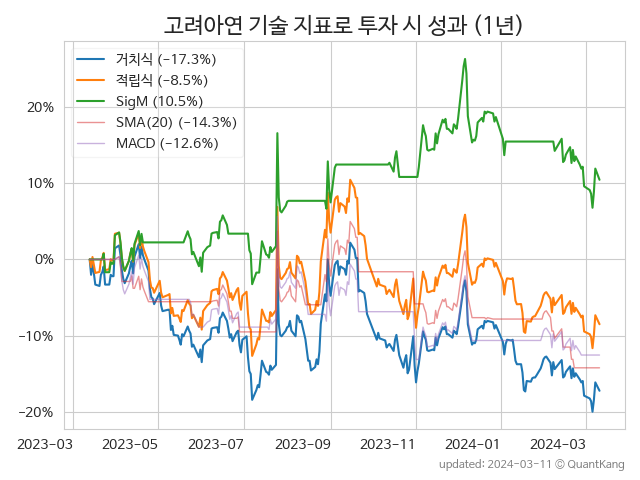 고려아연 기술 지표로 투자 시 성과 (1년)
거치식 (−17.3%)
적립식 (−8.5%)
SigM (10.5%)
SMA(20) (−14.3%)
MACD (−12.6%)
20%
10%
0%
−10%
−20%
2023-03 2023-05 2023-07 2023-09 2023-11 2024-01 2024-03
updated: 2024-03-11 ⓒ QuantKang